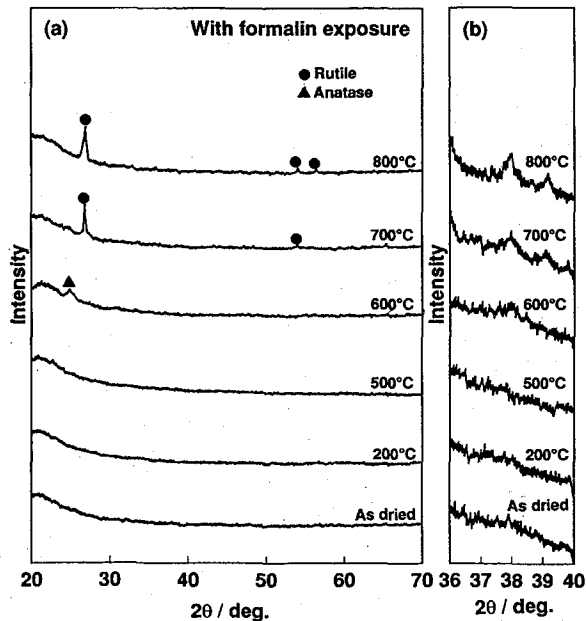 (a) With formalin exposure
● Rutile
▲ Anatase
800°C
700°C
600°C
500°C
200°C
As dried
Intensity
20 30 40 50 60 70
2θ / deg.
(b)
800°C
700°C
600°C
500°C
200°C
As dried
Intensity
36 37 38 39 40
2θ / deg.